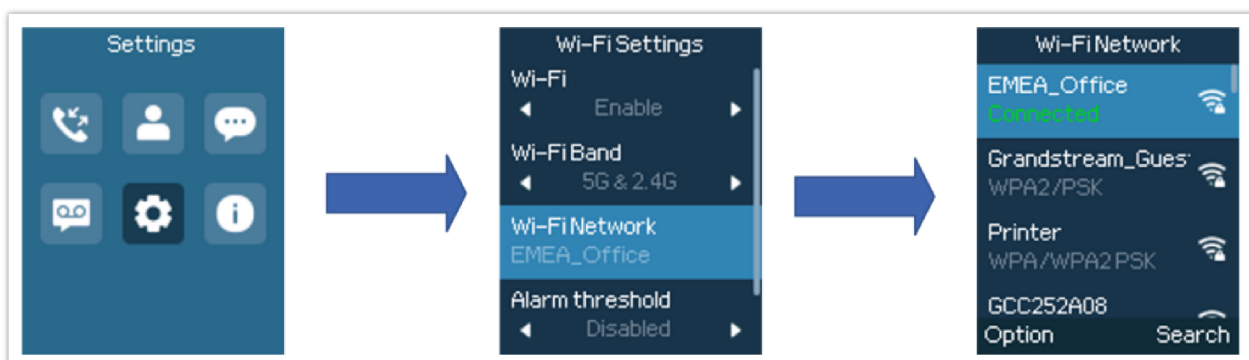 Settings
Wi-Fi Settings
Wi-Fi
Enable
Wi-Fi Band
5G & 2.4G
Wi-Fi Network
EMEA_Office
Alarm threshold
Disabled
Wi-Fi Network
EMEA_Office
Connected
Grandstream_Gues
WPA2/PSK
Printer
WPA/WPA2 PSK
GCC252A08
Option Search